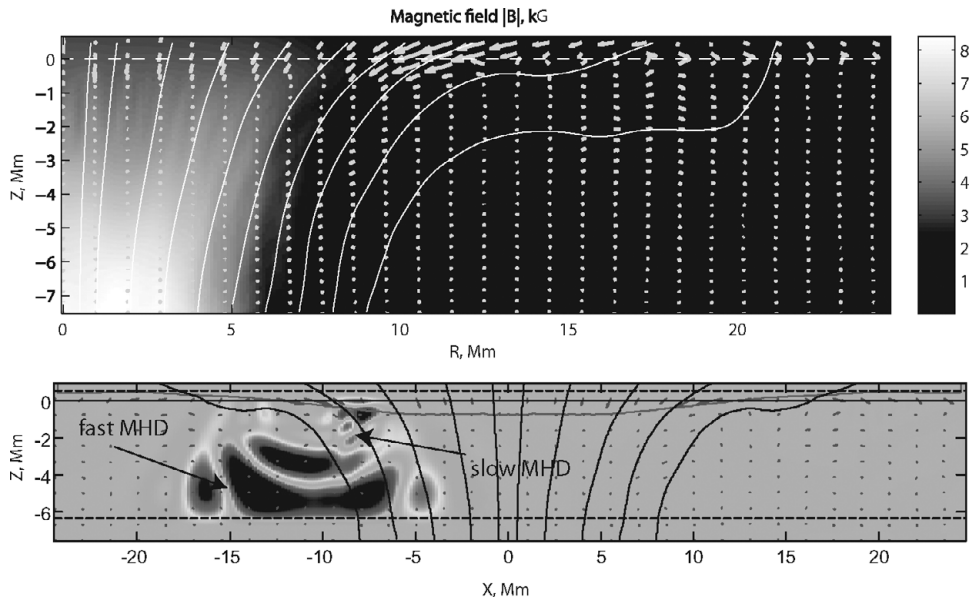 Magnetic field |B|, kG
0
-1
-2
-3
-4
-5
-6
-7
Z, Mm
0 5 10 15 20
R, Mm
8
7
6
5
4
3
2
1
fast MHD
slow MHD
0
-2
-4
-6
Z, Mm
-20 -15 -10 -5 0 5 10 15 20
X, Mm